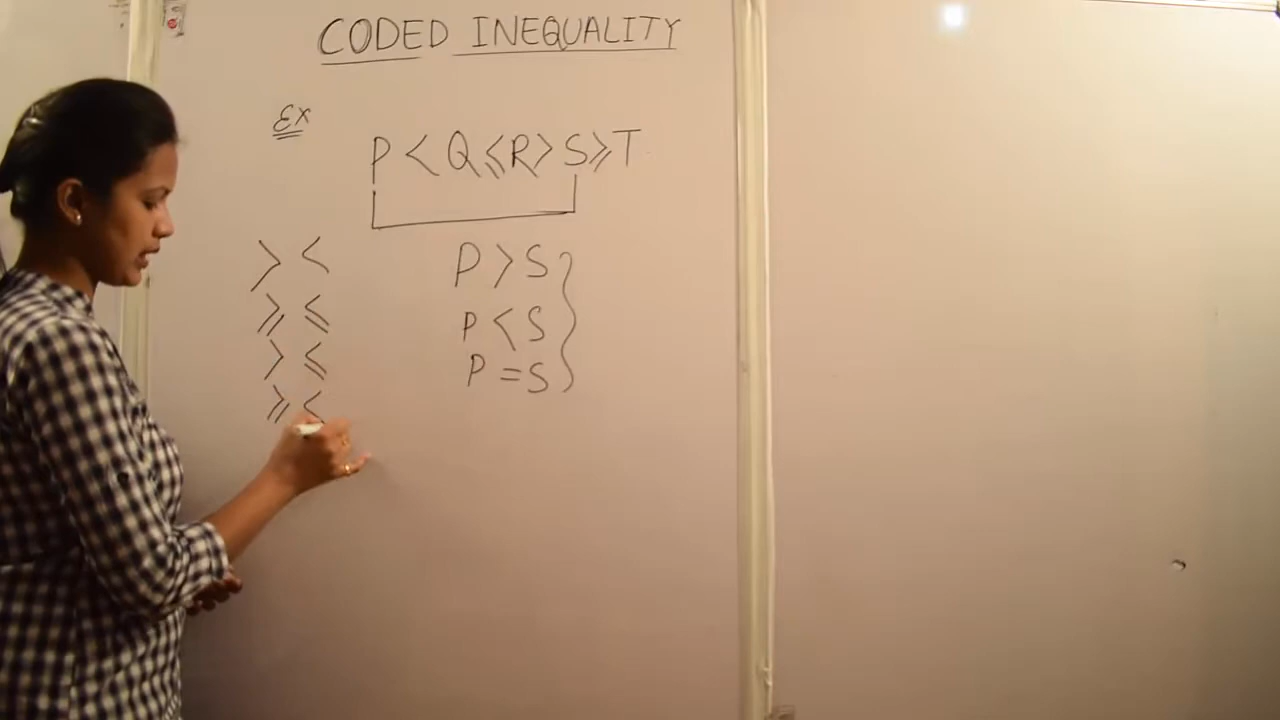 CODED INEQUALITY
Ex
P < Q ≤ R > S ≥ T
> <
≥ ≤
> ≤
≥ <
P > S
P < S
P = S